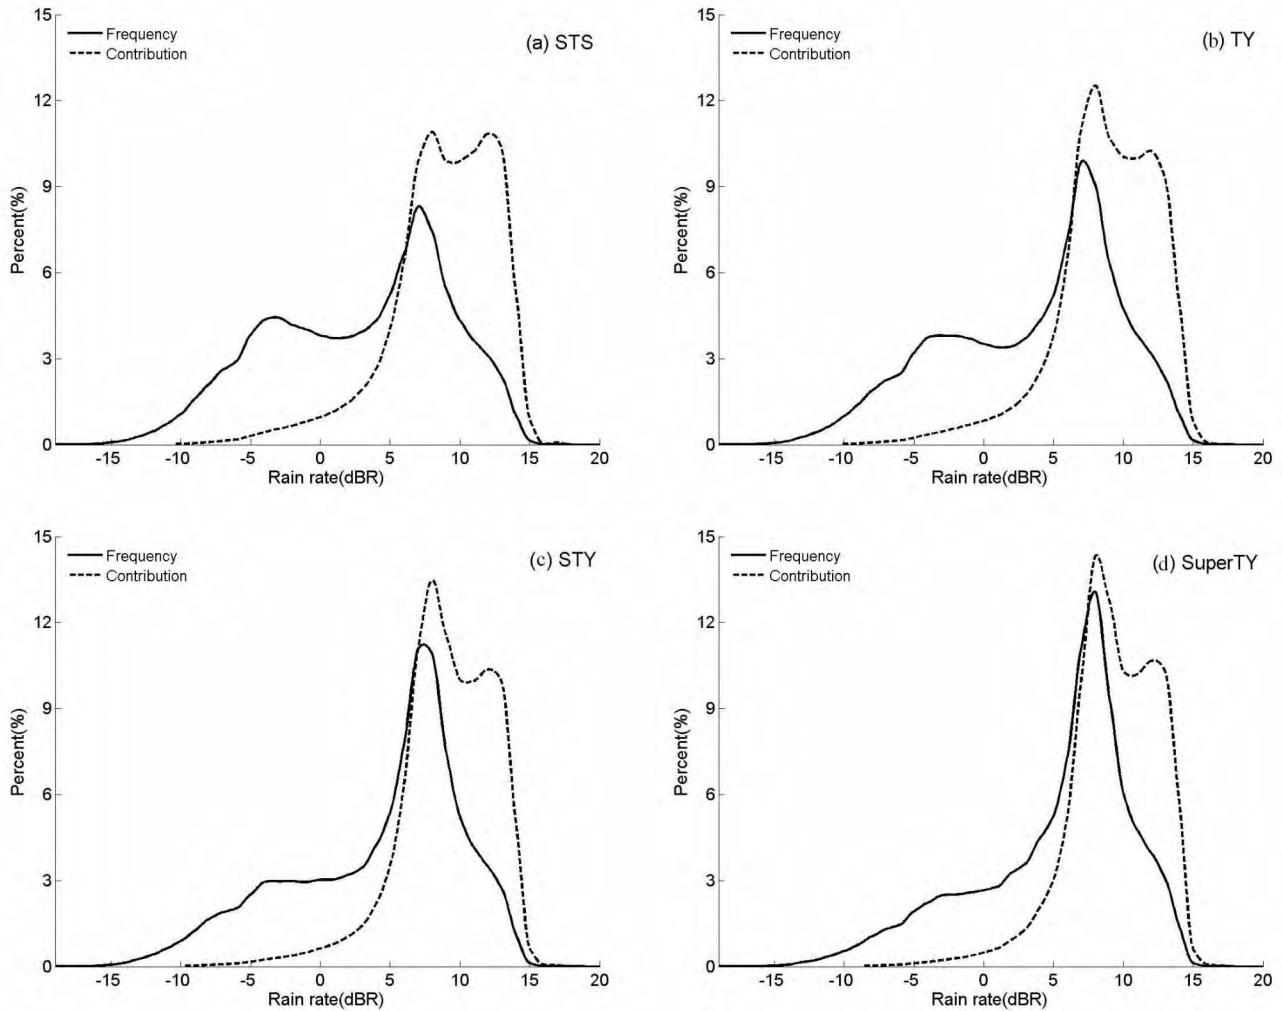 (a) STS
Frequency
Contribution
Percent(%)
15
12
9
6
3
0
-15 -10 -5 0 5 10 15 20
Rain rate(dBR)
(b) TY
Frequency
Contribution
Percent(%)
15
12
9
6
3
0
-15 -10 -5 0 5 10 15 20
Rain rate(dBR)
(c) STY
Frequency
Contribution
Percent(%)
15
12
9
6
3
0
-15 -10 -5 0 5 10 15 20
Rain rate(dBR)
(d) SuperTY
Frequency
Contribution
Percent(%)
15
12
9
6
3
0
-15 -10 -5 0 5 10 15 20
Rain rate(dBR)